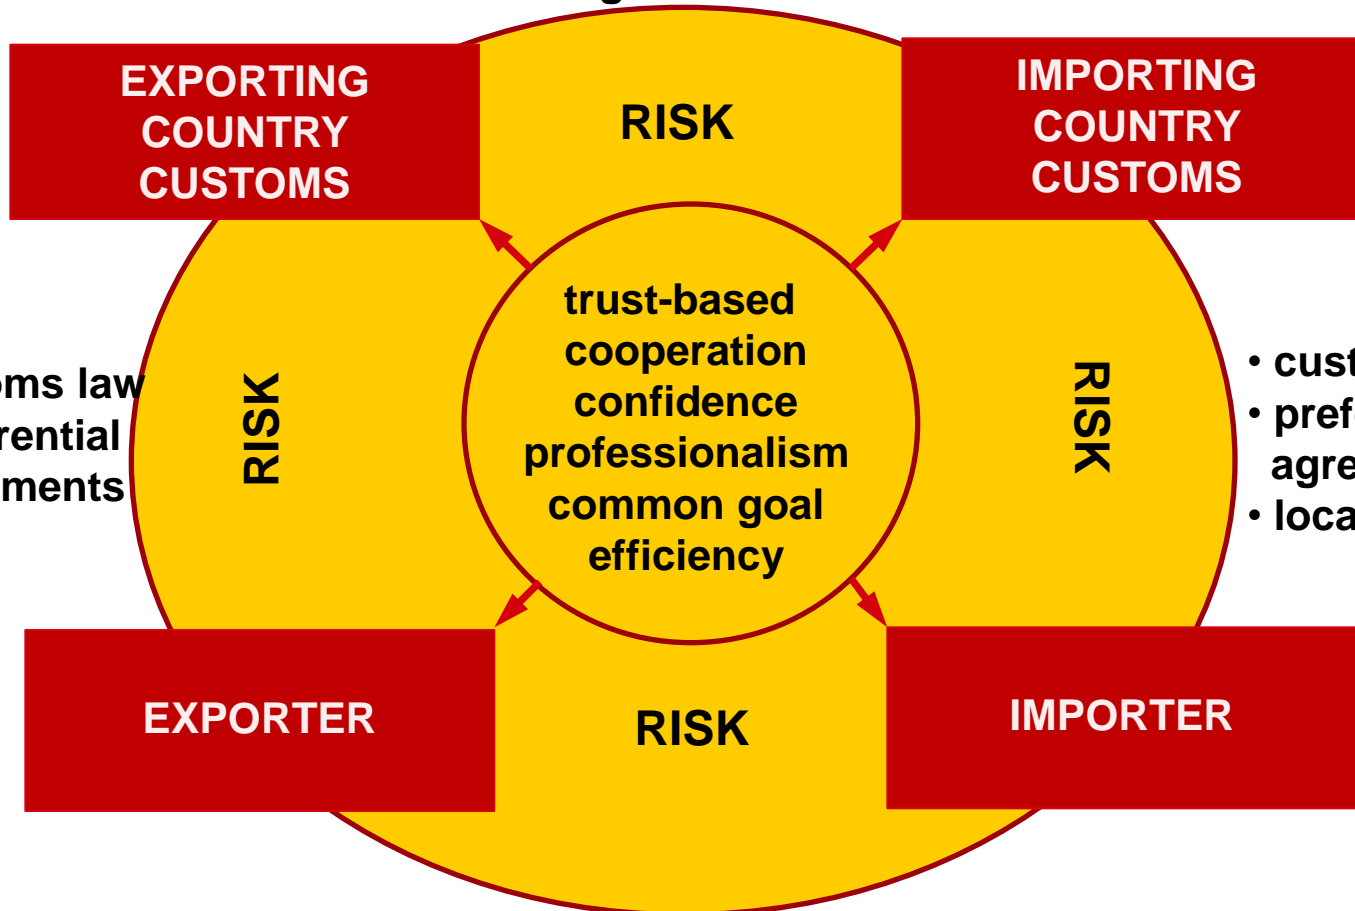 EXPORTING
COUNTRY
CUSTOMS
RISK
IMPORTING
COUNTRY
CUSTOMS
trust-based
cooperation
confidence
professionalism
common goal
efficiency
RISK
RISK
law
EXPORTER
RISK
IMPORTER